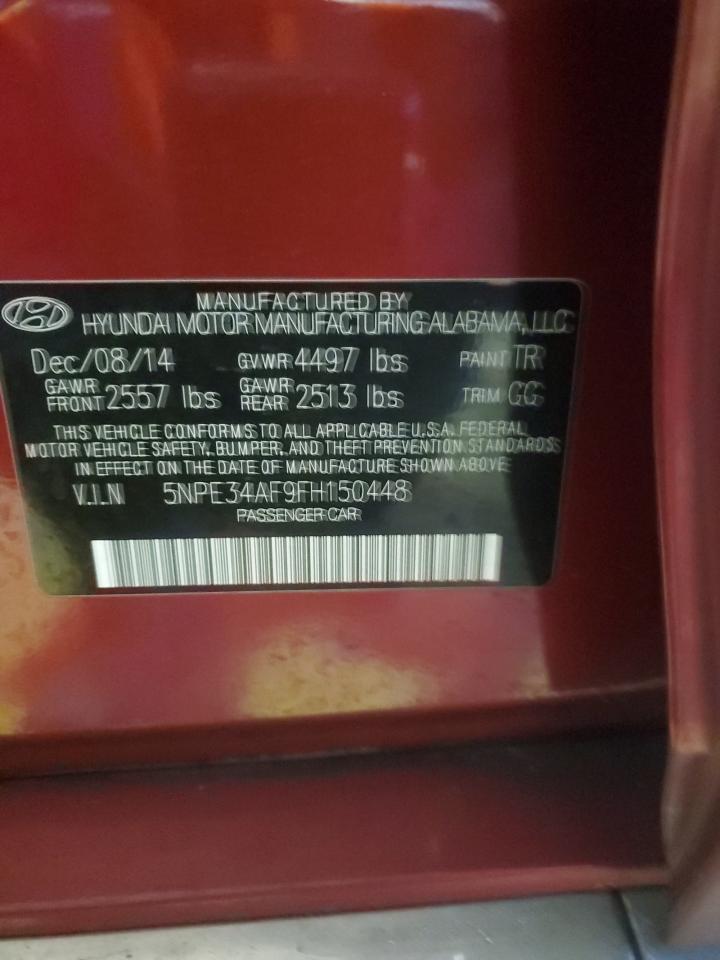 MANUFACTURED BY
HYUNDAI MOTOR MANUFACTURING ALABAMA, LLC
Dec/08/14 GVWR 4497 lbs PAINT TR
GAWR FRONT 2557 lbs GAWR REAR 2513 lbs TRIM GG
THIS VEHICLE CONFORMS TO ALL APPLICABLE U.S.A. FEDERAL
MOTOR VEHICLE SAFETY, BUMPER, AND THEFT PREVENTION STANDARDS
IN EFFECT ON THE DATE OF MANUFACTURE SHOWN ABOVE
V.I.N 5NPE34AF9FH150448
PASSENGER CAR